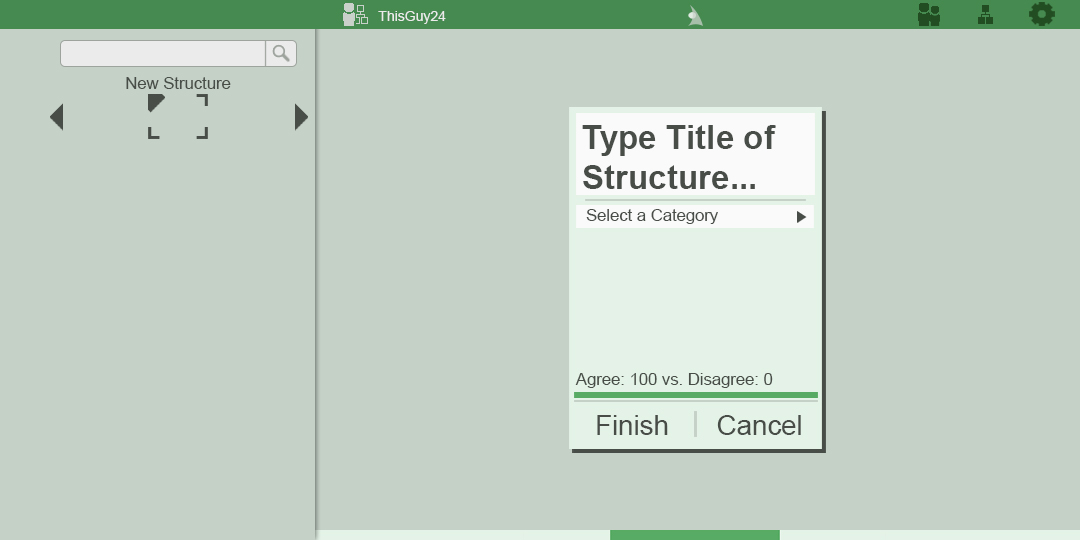 ThisGuy24
New Structure
Type Title of
Structure...
Select a Category
Agree: 100 vs. Disagree: 0
Finish
Cancel